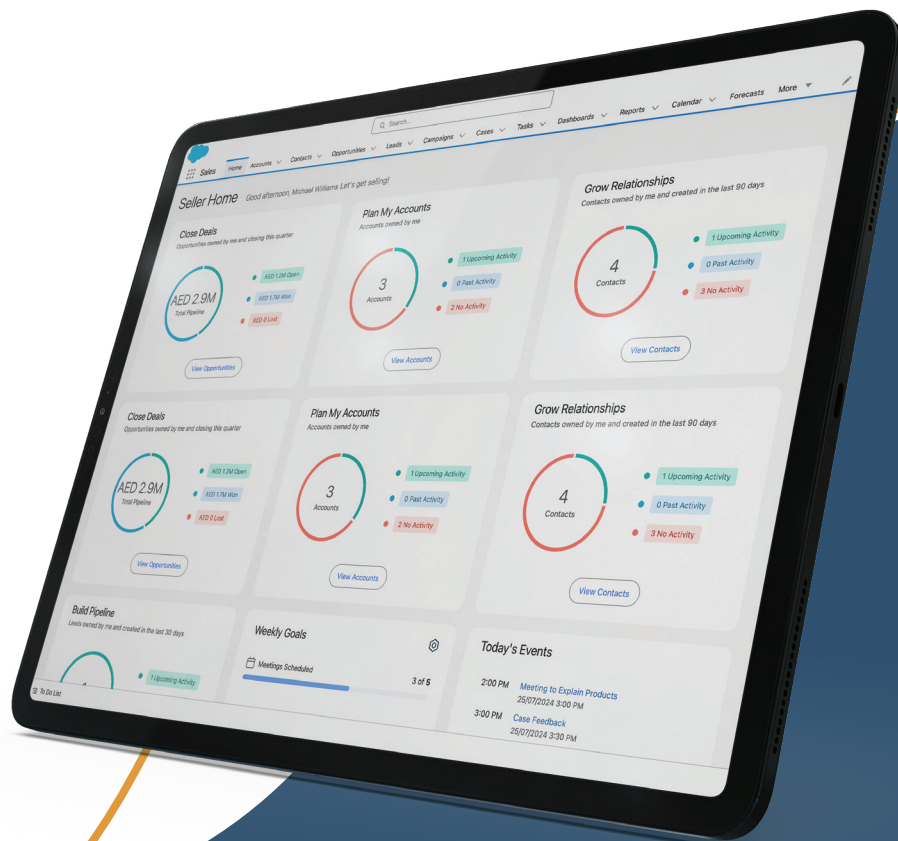 Search...
Sales Home Accounts Contacts Opportunities Leads Campaigns Cases Tasks Dashboards Reports Calendar Forecasts More
Seller Home Good afternoon, Michael Williams Let's get selling!
Close Deals
Opportunities owned by me and closing this quarter
AED 2.9M
Total Pipeline
AED 1.2M Open
AED 1.7M Won
AED 0 Lost
View Opportunities
Plan My Accounts
Accounts owned by me
3
Accounts
1 Upcoming Activity
0 Past Activity
2 No Activity
View Accounts
Grow Relationships
Contacts owned by me and created in the last 90 days
4
Contacts
1 Upcoming Activity
0 Past Activity
3 No Activity
View Contacts
Close Deals
Opportunities owned by me and closing this quarter
AED 2.9M
Total Pipeline
AED 1.2M Open
AED 1.7M Won
AED 0 Lost
View Opportunities
Plan My Accounts
Accounts owned by me
3
Accounts
1 Upcoming Activity
0 Past Activity
2 No Activity
View Accounts
Grow Relationships
Contacts owned by me and created in the last 90 days
4
Contacts
1 Upcoming Activity
0 Past Activity
3 No Activity
View Contacts
Build Pipeline
Leads owned by me and created in the last 30 days
1 Upcoming Activity
Weekly Goals
Meetings Scheduled
3 of 5
Today's Events
2:00 PM Meeting to Explain Products
25/07/2024 3:00 PM
3:00 PM Case Feedback
25/07/2024 3:30 PM
To Do List